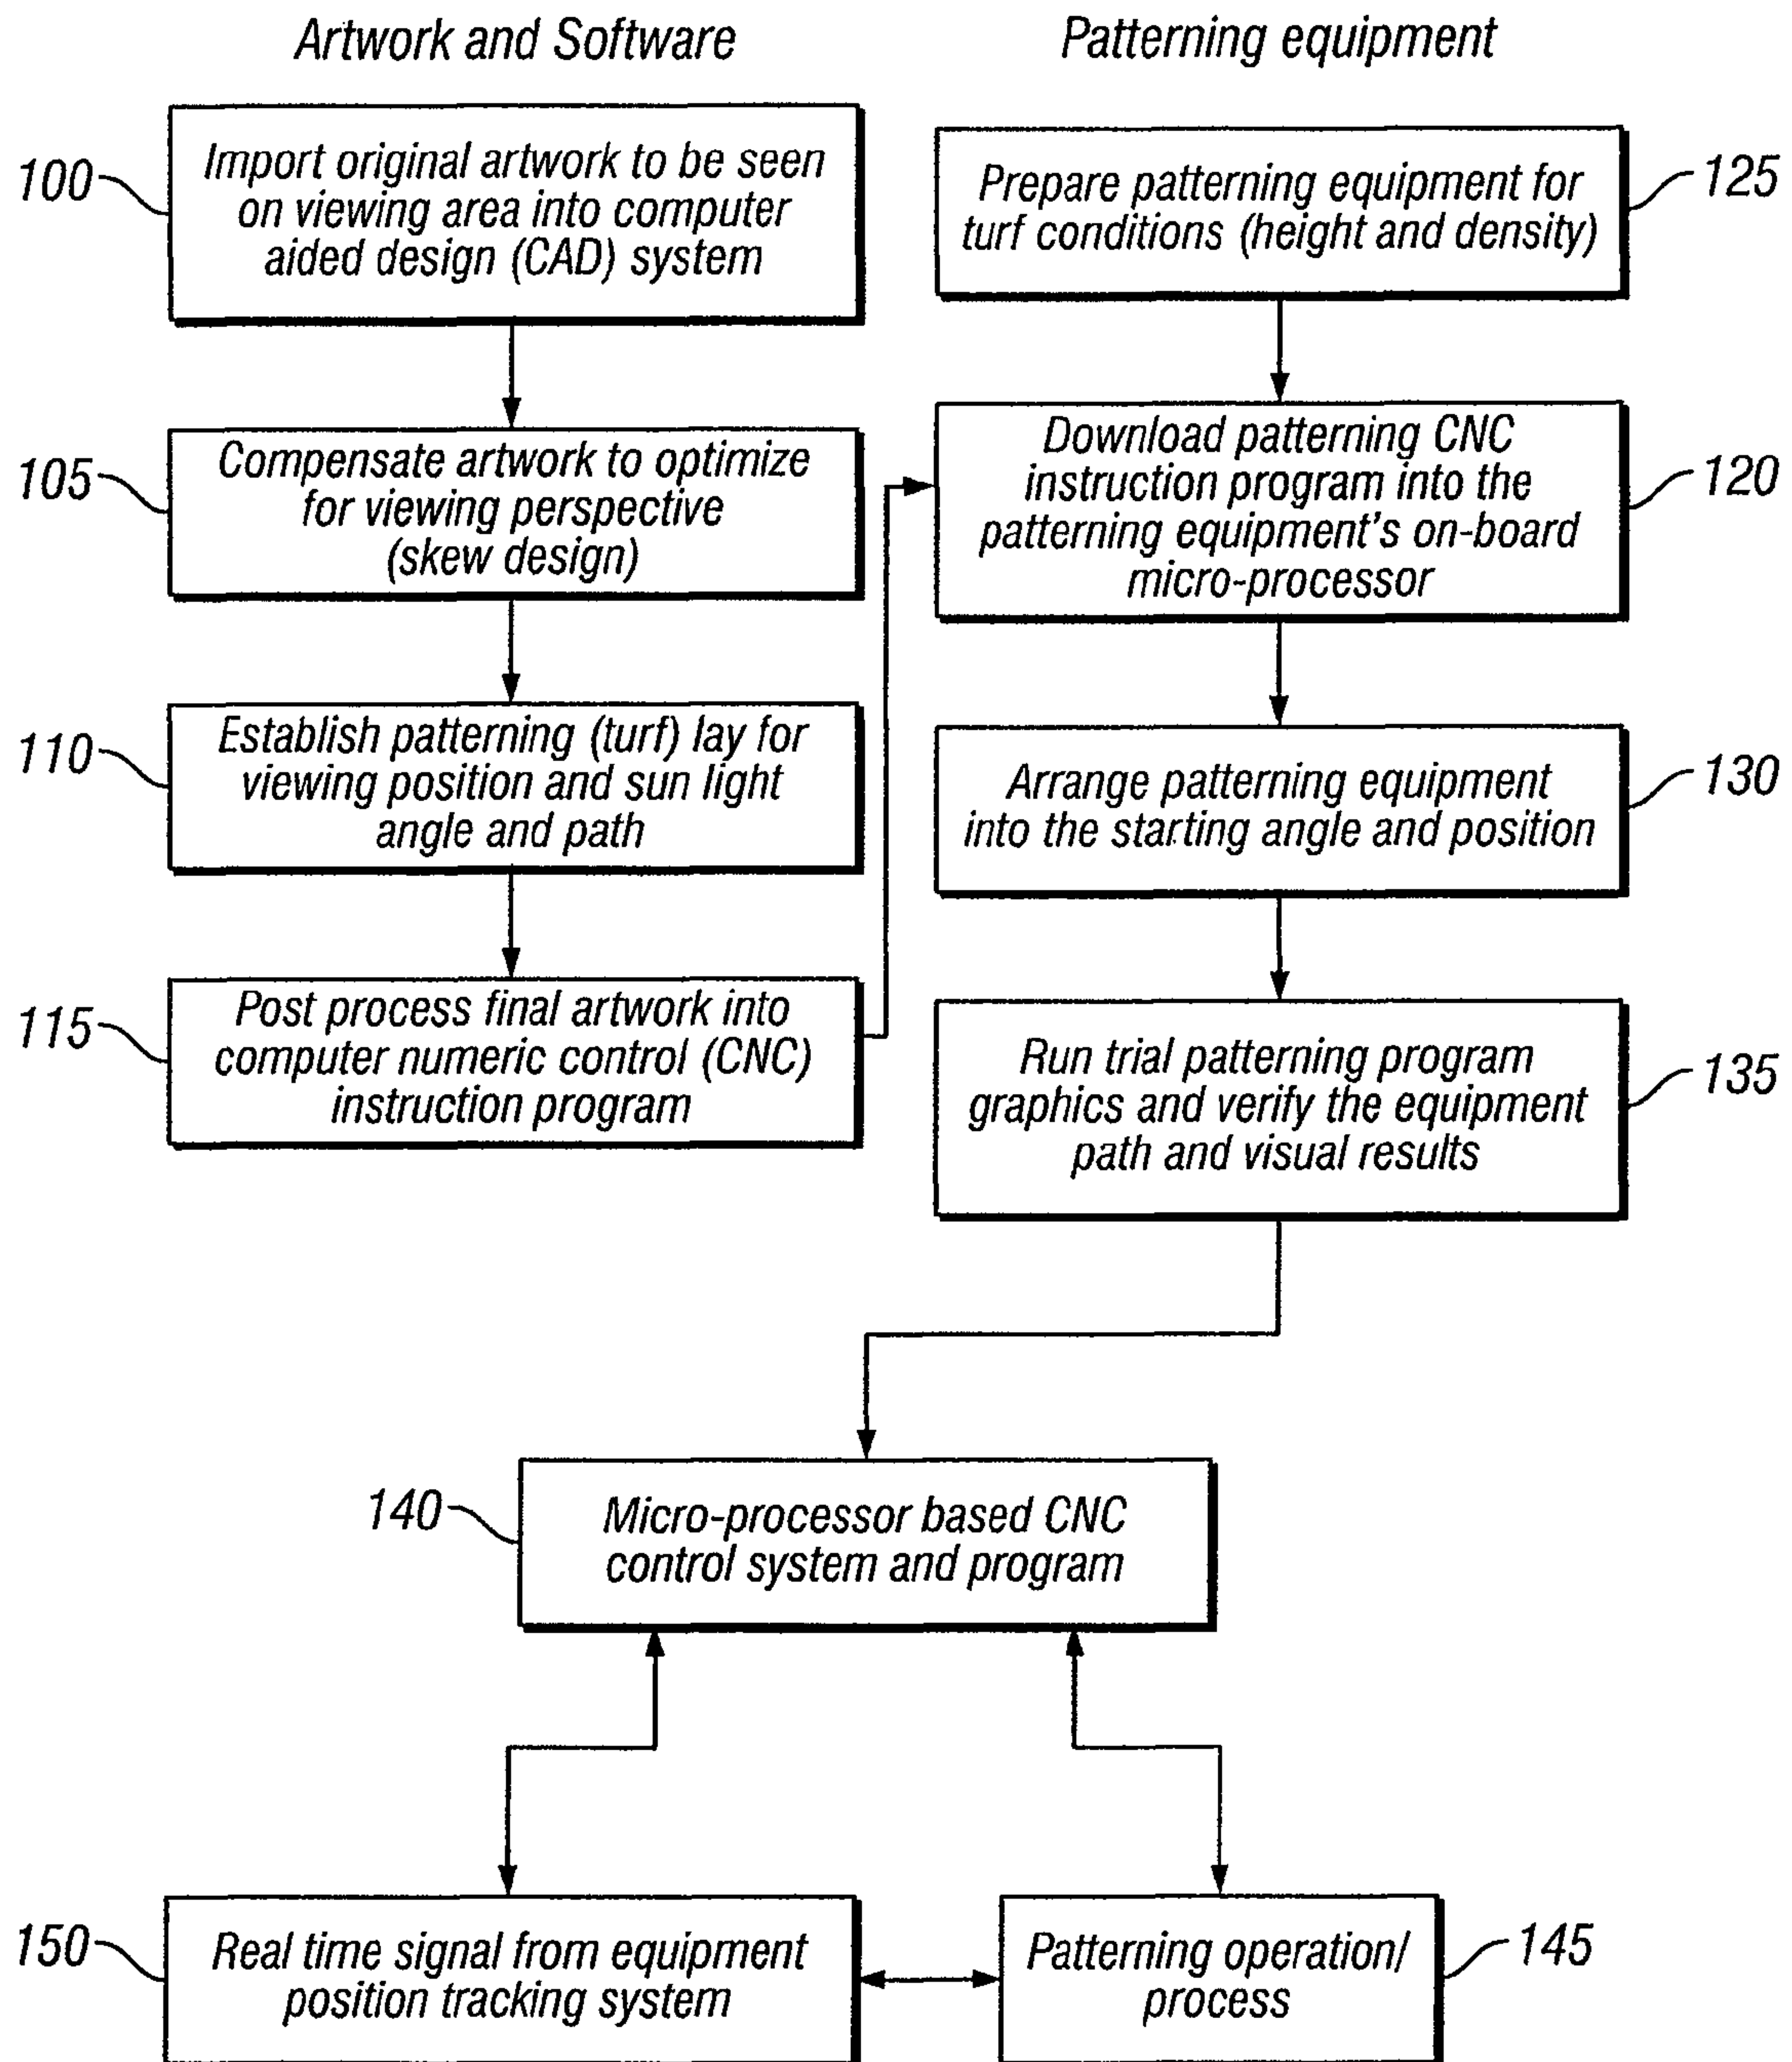 Artwork and Software
Patterning equipment
100
Import original artwork to be seen
on viewing area into computer
aided design (CAD) system
105
Compensate artwork to optimize
for viewing perspective
(skew design)
110
Establish patterning (turf) lay for
viewing position and sun light
angle and path
115
Post process final artwork into
computer numeric control (CNC)
instruction program
Prepare patterning equipment for
turf conditions (height and density)
125
Download patterning CNC
instruction program into the
patterning equipment's on-board
micro-processor
120
Arrange patterning equipment
into the starting angle and position
130
Run trial patterning program
graphics and verify the equipment
path and visual results
135
140
Micro-processor based CNC
control system and program
150
Real time signal from equipment
position tracking system
Patterning operation/
process
145